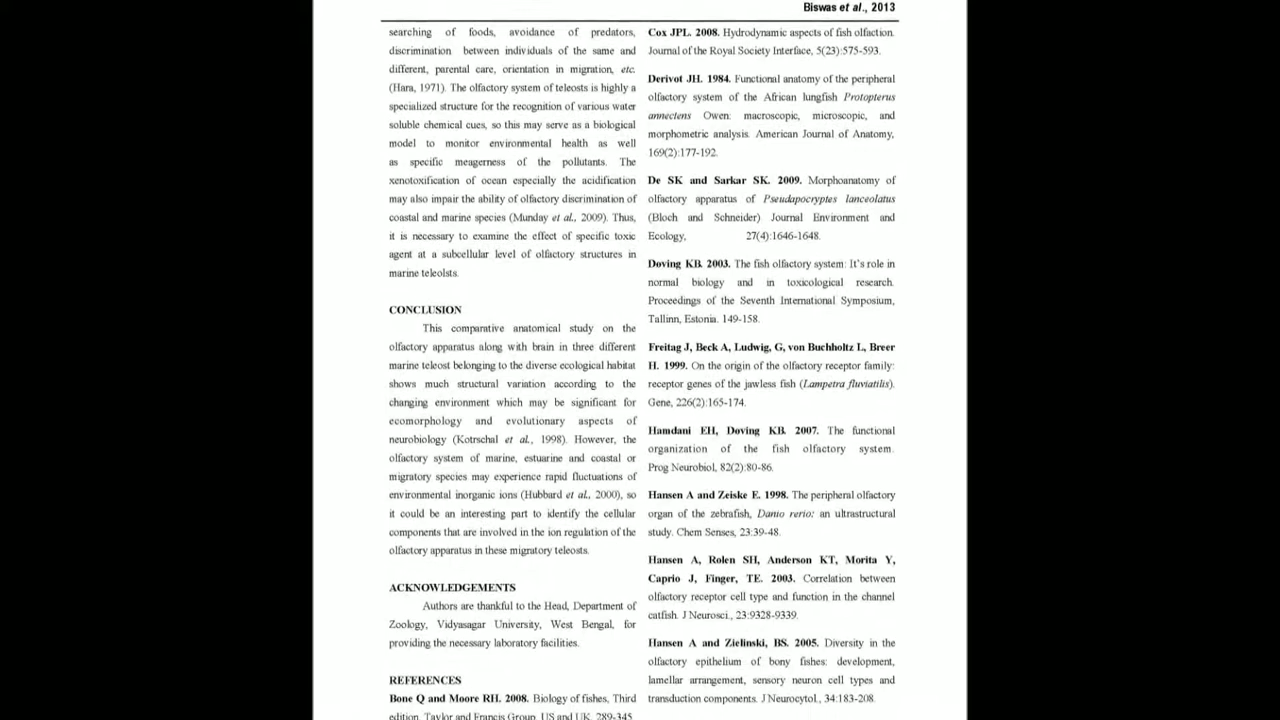 Biswas et al., 2013
searching of foods, avoidance of predators,
discrimination between individuals of the same and
different, parental care, orientation in migration, etc.
(Hara, 1971). The olfactory system of teleosts is highly a
specialized structure for the recognition of various water
soluble chemical cues, so this may serve as a biological
model to monitor environmental health as well
as specific meagerness of the pollutants. The
xenotoxification of ocean especially the acidification
may also impair the ability of olfactory discrimination of
coastal and marine species (Munday et al., 2009). Thus,
it is necessary to examine the effect of specific toxic
agent at a subcellular level of olfactory structures in
marine teleolsts.
CONCLUSION
This comparative anatomical study on the
olfactory apparatus along with brain in three different
marine teleost belonging to the diverse ecological habitat
shows much structural variation according to the
changing environment which may be significant for
ecomorphology and evolutionary aspects of
neurobiology (Kotrschal et al., 1998). However, the
olfactory system of marine, estuarine and coastal or
migratory species may experience rapid fluctuations of
environmental inorganic ions (Hubbard et al., 2000), so
it could be an interesting part to identify the cellular
components that are involved in the ion regulation of the
olfactory apparatus in these migratory teleosts.
ACKNOWLEDGEMENTS
Authors are thankful to the Head, Department of
Zoology, Vidyasagar University, West Bengal, for
providing the necessary laboratory facilities.
REFERENCES
Bone Q and Moore RH. 2008. Biology of fishes, Third
edition. Taylor and Francis Group, US and UK. 289-345.
Cox JPL. 2008. Hydrodynamic aspects of fish olfaction.
Journal of the Royal Society Interface, 5(23):575-593.
Derivot JH. 1984. Functional anatomy of the peripheral
olfactory system of the African lungfish Protopterus
annectens Owen: macroscopic, microscopic, and
morphometric analysis. American Journal of Anatomy,
169(2):177-192.
De SK and Sarkar SK. 2009. Morphoanatomy of
olfactory apparatus of Pseudapocryptes lanceolatus
(Bloch and Schneider) Journal Environment and
Ecology, 27(4):1646-1648.
Doving KB. 2003. The fish olfactory system: It's role in
normal biology and in toxicological research.
Proceedings of the Seventh International Symposium,
Tallinn, Estonia. 149-158.
Freitag J, Beck A, Ludwig, G, von Buchholtz L, Breer
H. 1999. On the origin of the olfactory receptor family:
receptor genes of the jawless fish (Lampetra fluviatilis).
Gene, 226(2):165-174.
Hamdani EH, Doving KB. 2007. The functional
organization of the fish olfactory system.
Prog Neurobiol, 82(2):80-86.
Hansen A and Zeiske E. 1998. The peripheral olfactory
organ of the zebrafish, Danio rerio: an ultrastructural
study. Chem Senses, 23:39-48.
Hansen A, Rolen SH, Anderson KT, Morita Y,
Caprio J, Finger, TE. 2003. Correlation between
olfactory receptor cell type and function in the channel
catfish. J Neurosci., 23:9328-9339.
Hansen A and Zielinski, BS. 2005. Diversity in the
olfactory epithelium of bony fishes: development,
lamellar arrangement, sensory neuron cell types and
transduction components. J Neurocytol., 34:183-208.